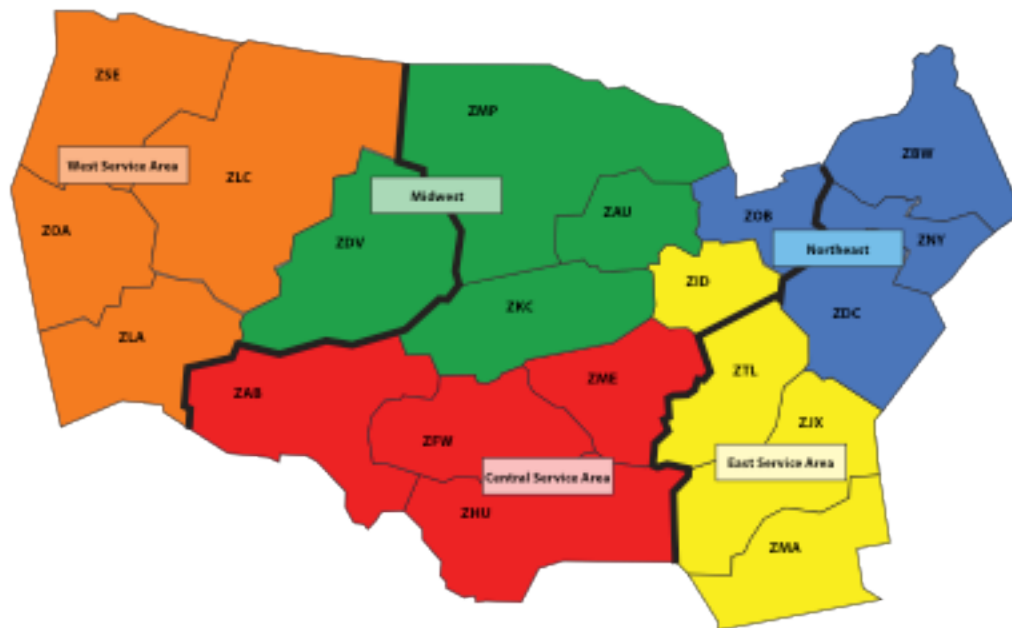 ZSE
ZMP
ZBW
West Service Area
ZLC
Midwest
ZAU
ZOB
ZOA
ZDV
Northeast
ZNY
ZID
ZKC
ZDC
ZLA
ZTL
ZAB
ZME
ZJX
ZFW
East Service Area
Central Service Area
ZHU
ZMA